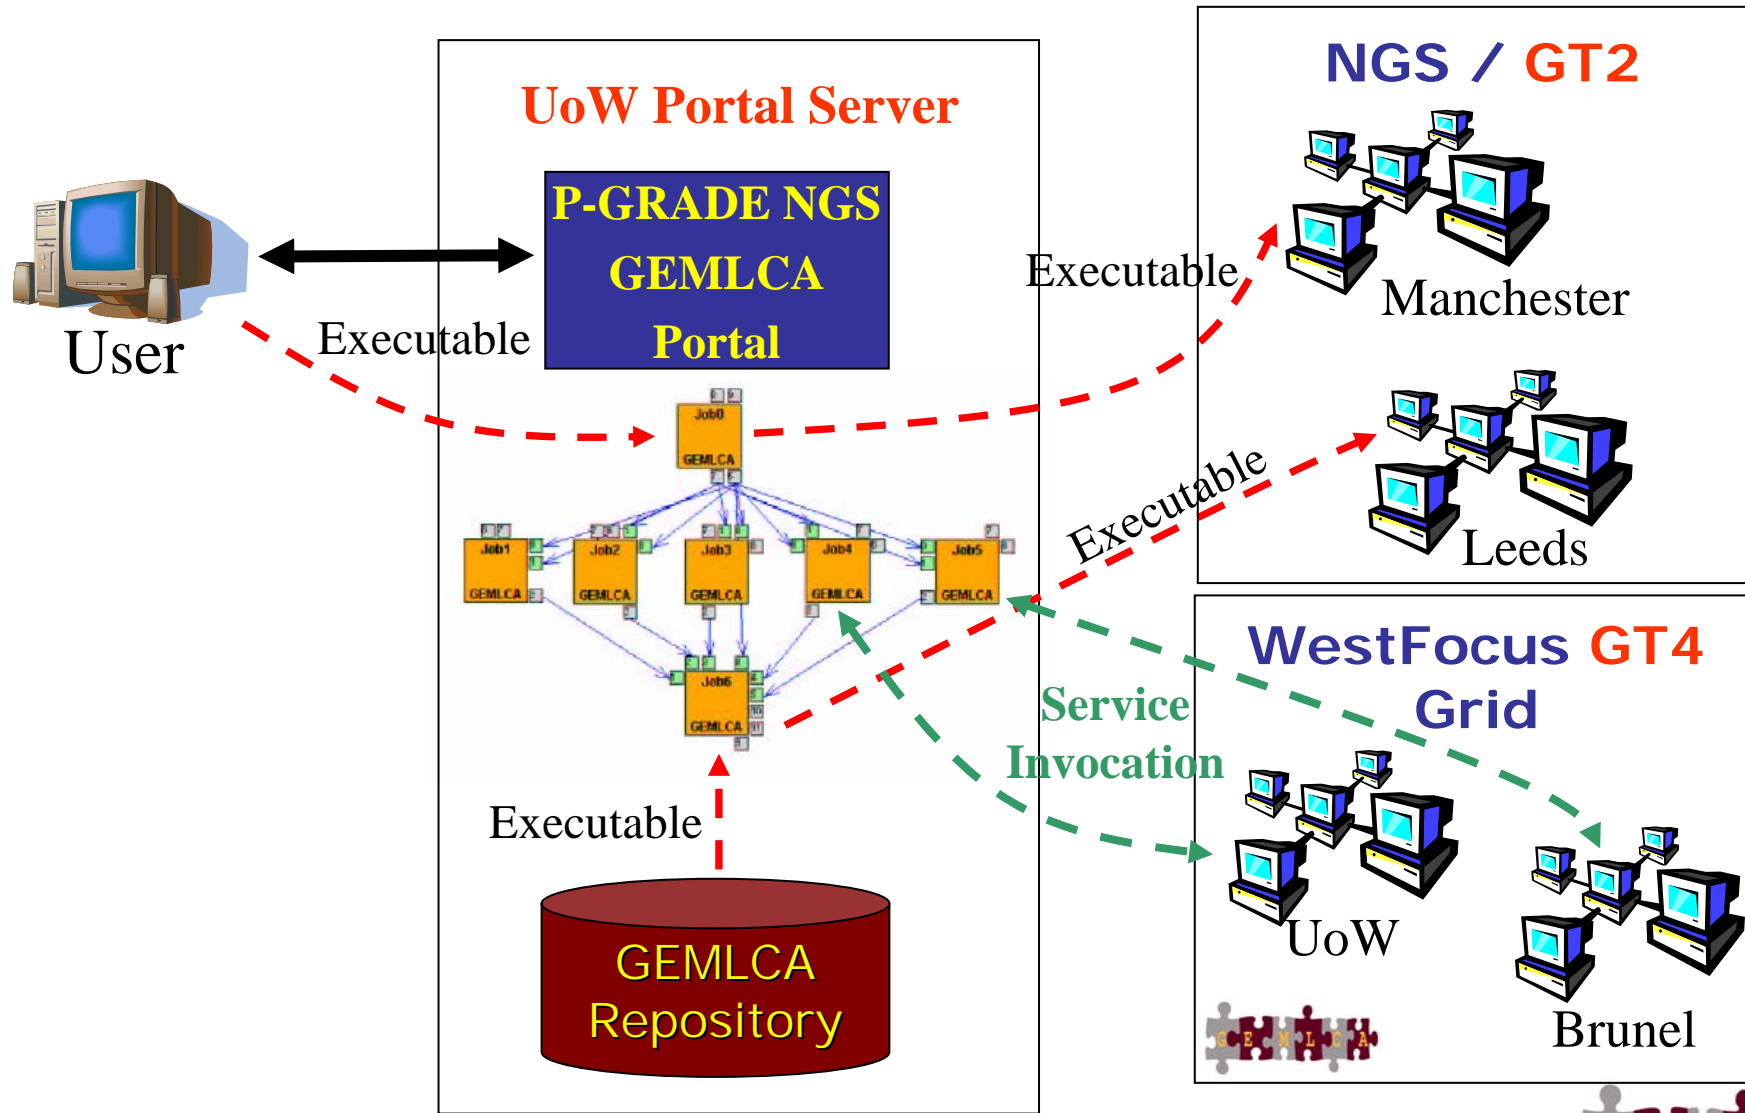 UoW Portal Server
P-GRADE NGS
GEMLCA
Portal
User
Executable
Job0
GEMLCA
Job1
GEMLCA
Job2
GEMLCA
Job3
GEMLCA
Job4
GEMLCA
Job5
GEMLCA
Job6
GEMLCA
Executable
GEMLCA
Repository
Executable
Executable
Service
Invocation
NGS / GT2
Manchester
Leeds
WestFocus GT4
Grid
UoW
Brunel
GEMLCA